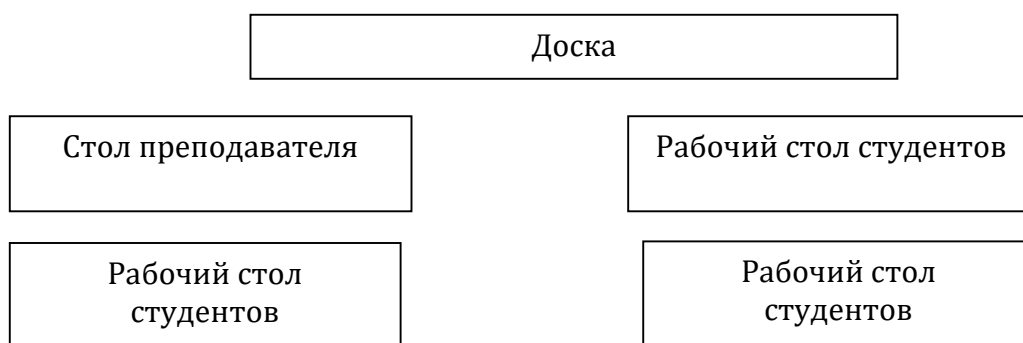 Доска
Стол преподавателя
Рабочий стол студентов
Рабочий стол
студентов
Рабочий стол
студентов